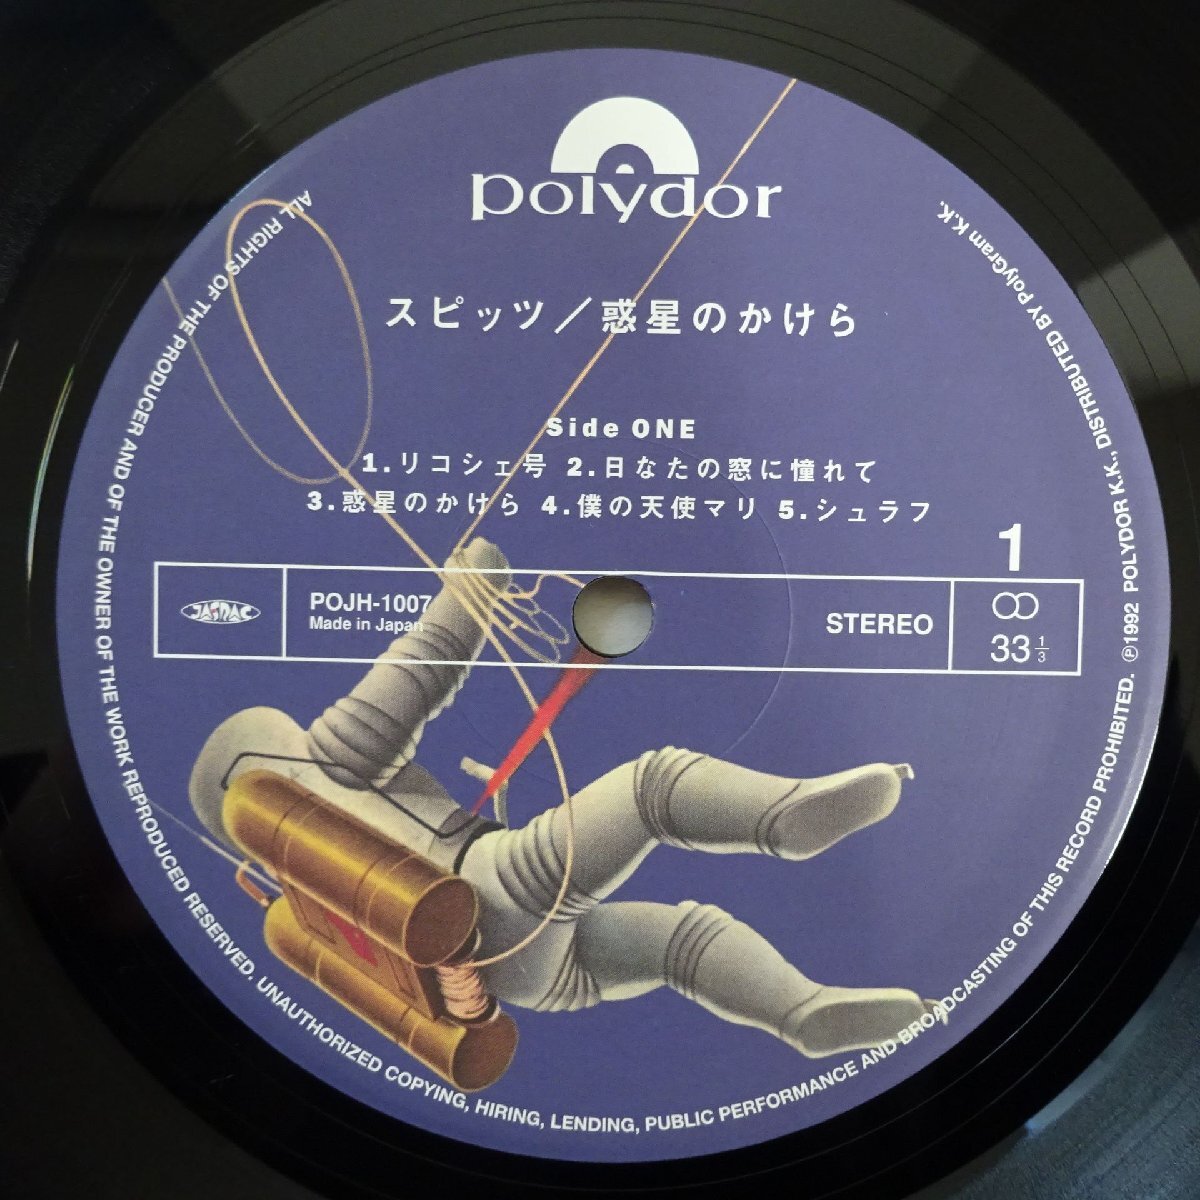 polydor
スピッツ／惑星のかけら
Side ONE
1.リコシェ号 2.日なたの窓に憧れて
3.惑星のかけら 4.僕の天使マリ 5.シュラフ
1
JASRAC
POJH-1007
Made in Japan
STEREO
33 1/3
ALL RIGHTS OF THE PRODUCER AND OF THE OWNER OF THE WORK REPRODUCED RESERVED. UNAUTHORIZED COPYING, HIRING, LENDING, PUBLIC PERFORMANCE AND BROADCASTING OF THIS RECORD PROHIBITED. ℗1992 POLYDOR K.K., DISTRIBUTED BY PolyGram K.K.